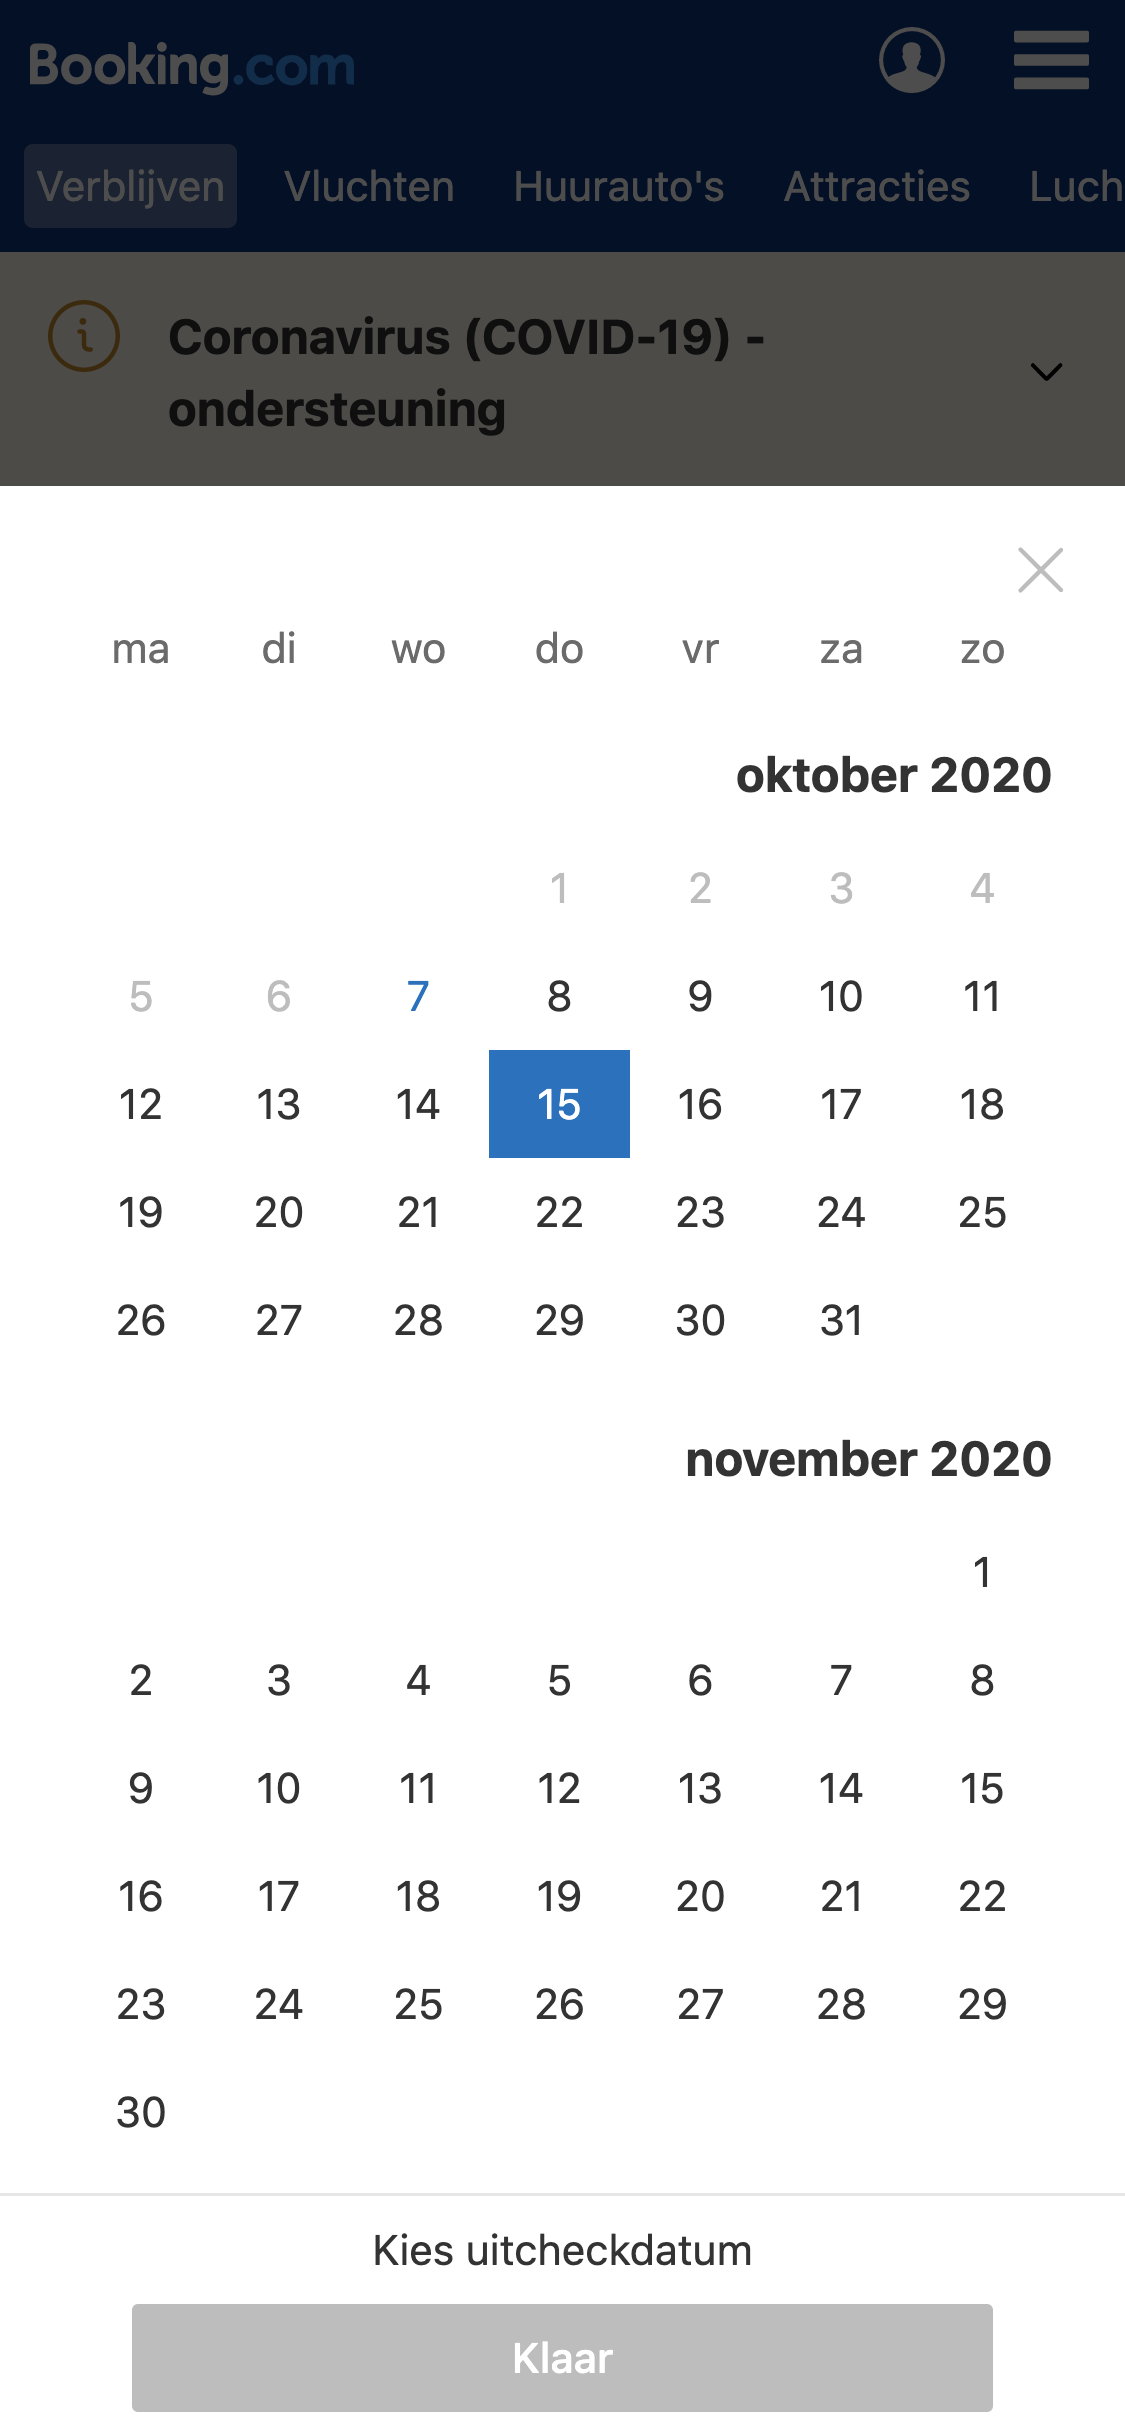 Booking.com
Verblijven Vluchten Huurauto's Attracties Luch
Coronavirus (COVID-19) -
ondersteuning
ma di wo do vr za zo
oktober 2020
1 2 3 4
5 6 7 8 9 10 11
12 13 14 15 16 17 18
19 20 21 22 23 24 25
26 27 28 29 30 31
november 2020
1
2 3 4 5 6 7 8
9 10 11 12 13 14 15
16 17 18 19 20 21 22
23 24 25 26 27 28 29
30
Kies uitcheckdatum
Klaar